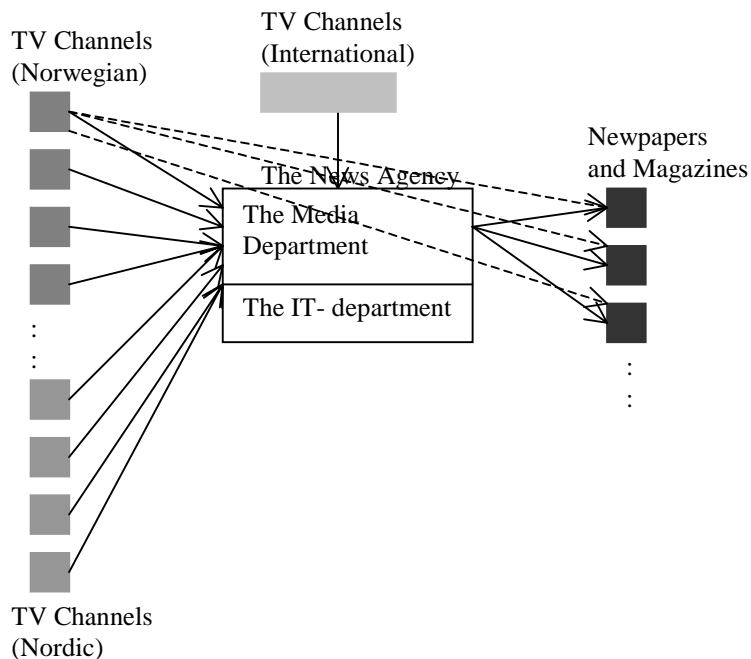 TV Channels
(Norwegian)
TV Channels
(International)
Newpapers
and Magazines
The News Agency
The Media
Department
The IT- department
:
:
:
:
TV Channels
(Nordic)